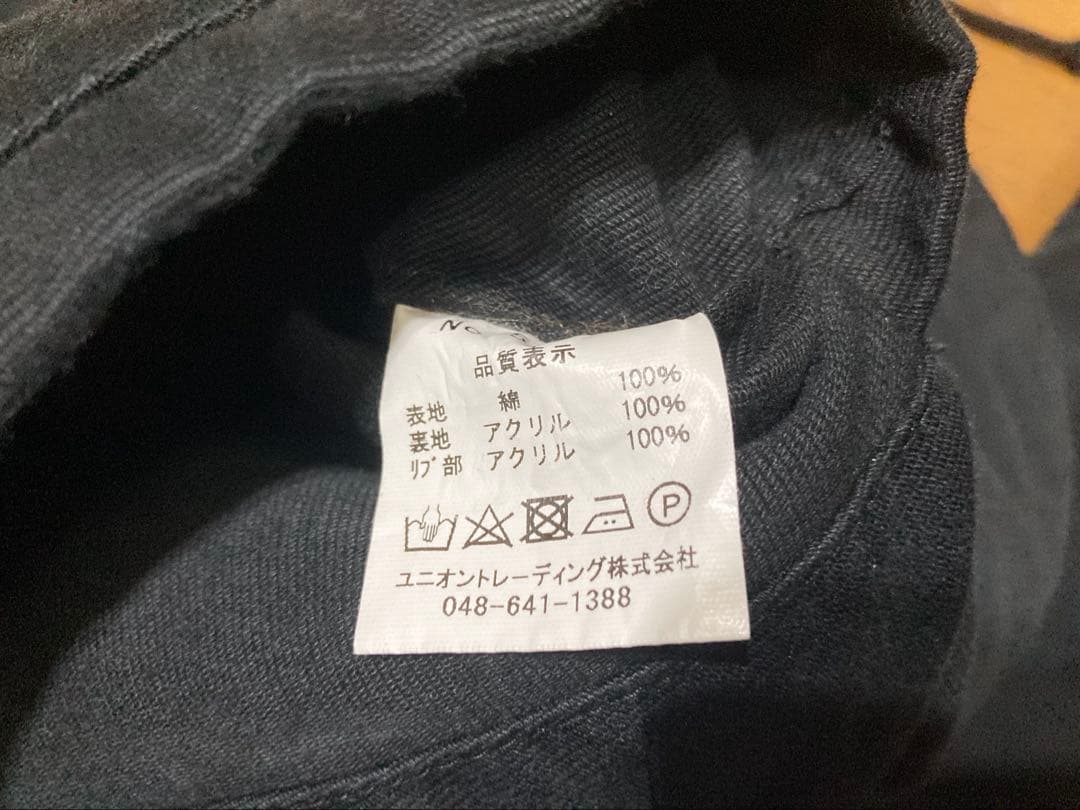 品質表示
表地 綿 100%
裏地 アクリル 100%
リブ部 アクリル 100%
P
ユニオントレーディング株式会社
048-641-1388